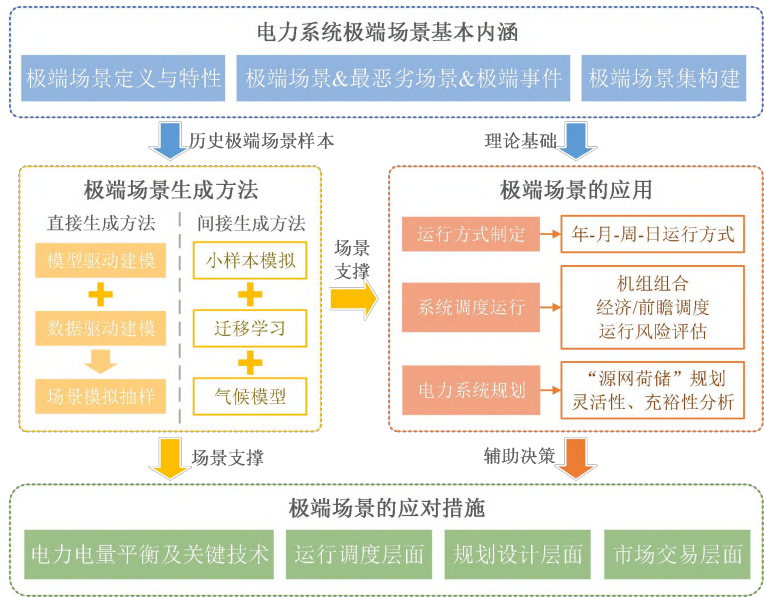 电力系统极端场景基本内涵
极端场景定义与特性
极端场景&最恶劣场景&极端事件
极端场景集构建
历史极端场景样本
理论基础
极端场景生成方法
直接生成方法
间接生成方法
模型驱动建模
小样本模拟
数据驱动建模
迁移学习
场景模拟抽样
气候模型
场景
支撑
极端场景的应用
运行方式制定
年-月-周-日运行方式
系统调度运行
机组组合
经济/前瞻调度
运行风险评估
电力系统规划
“源网荷储”规划
灵活性、充裕性分析
场景支撑
辅助决策
极端场景的应对措施
电力电量平衡及关键技术
运行调度层面
规划设计层面
市场交易层面